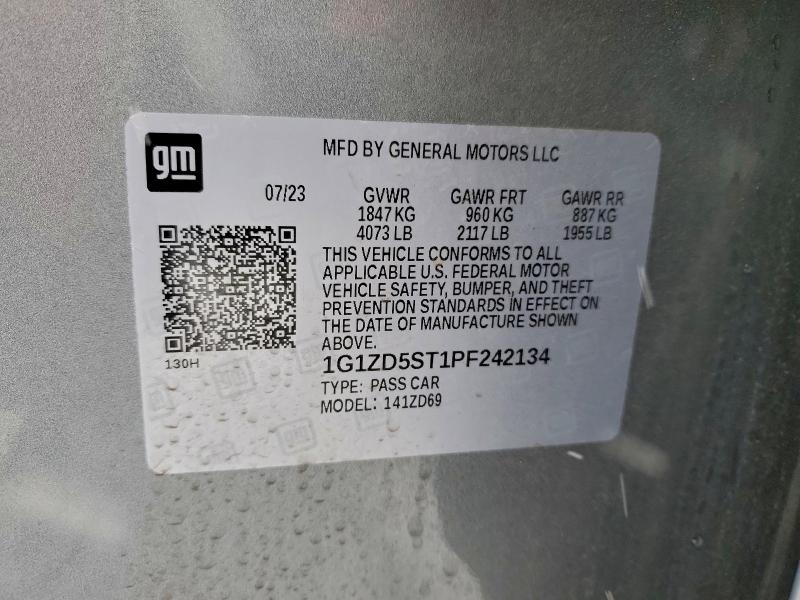 gm
MFD BY GENERAL MOTORS LLC
07/23 GVWR GAWR FRT GAWR RR
1847 KG 960 KG 887 KG
4073 LB 2117 LB 1955 LB
THIS VEHICLE CONFORMS TO ALL
APPLICABLE U.S. FEDERAL MOTOR
VEHICLE SAFETY, BUMPER, AND THEFT
PREVENTION STANDARDS IN EFFECT ON
THE DATE OF MANUFACTURE SHOWN
ABOVE.
130H
1G1ZD5ST1PF242134
TYPE: PASS CAR
MODEL: 141ZD69